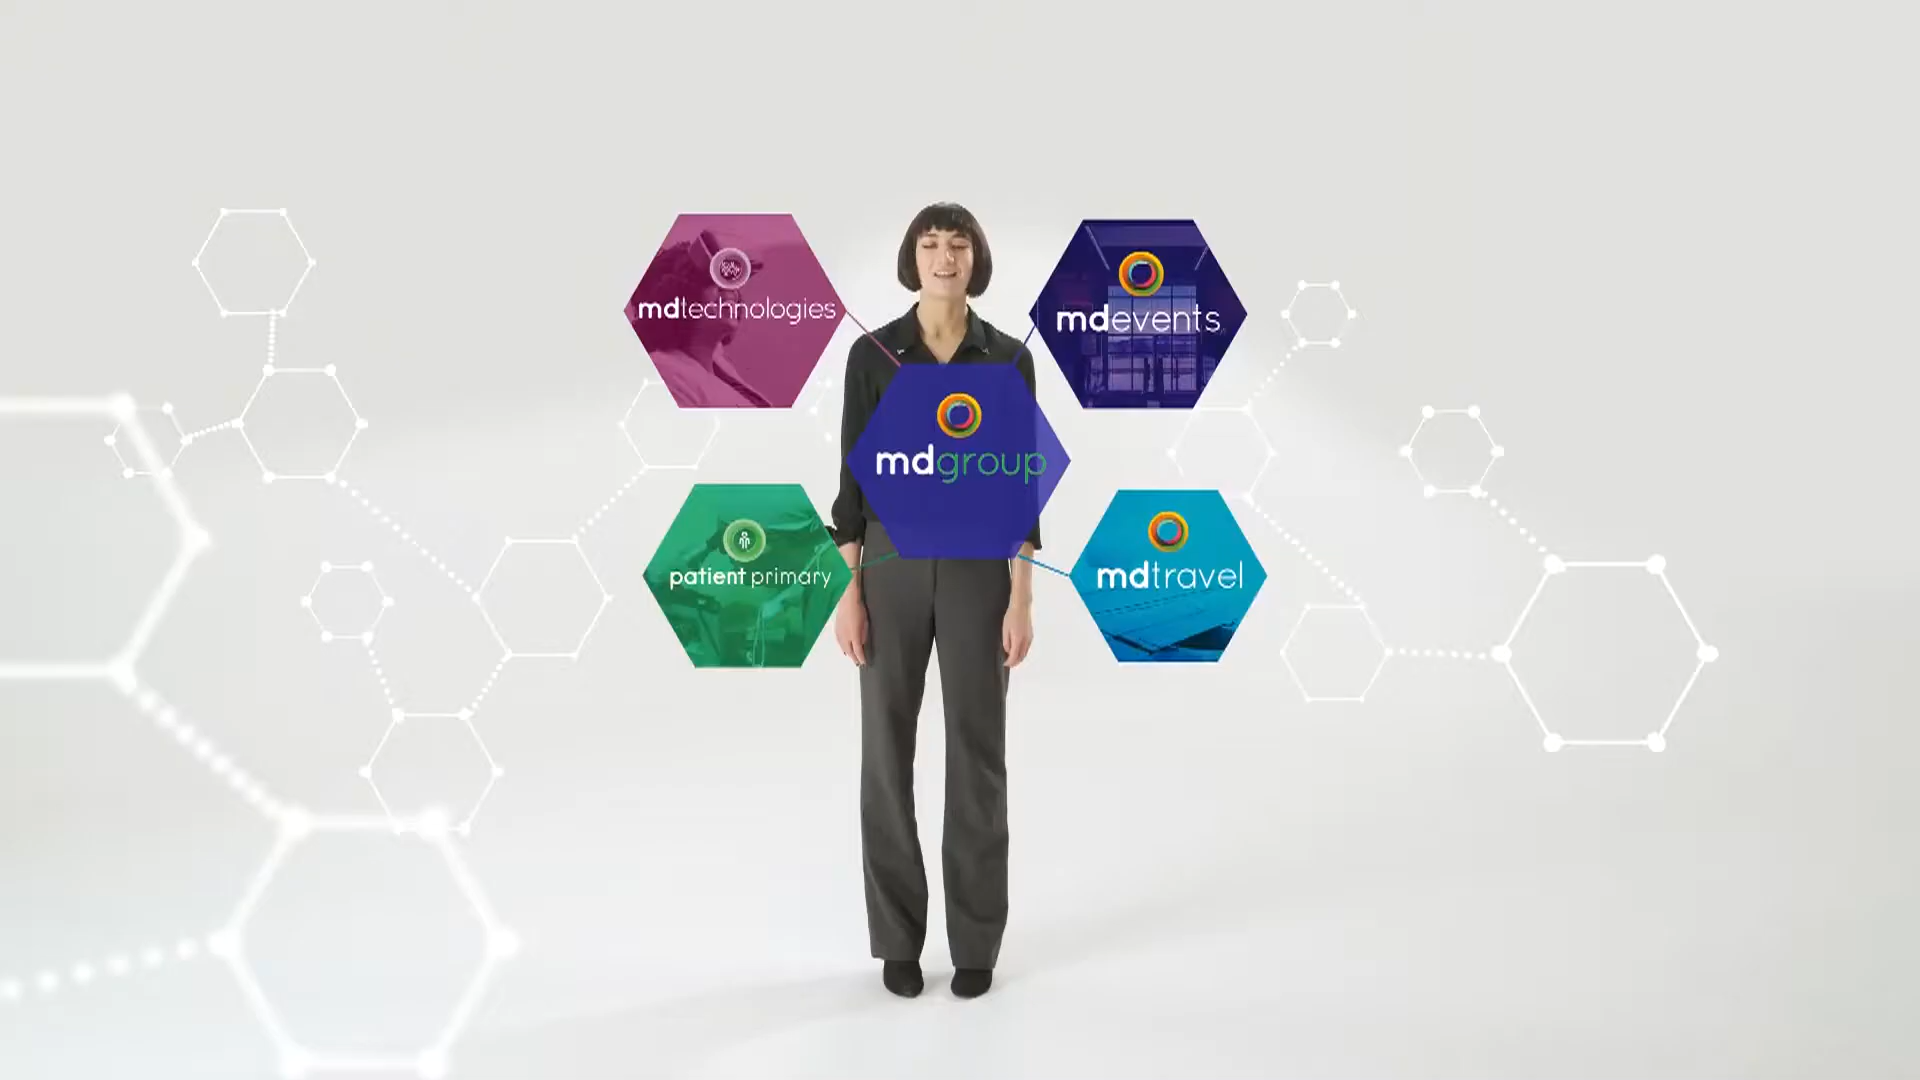 mdtechnologies
mdevents
mdgroup
patient primary
mdtravel